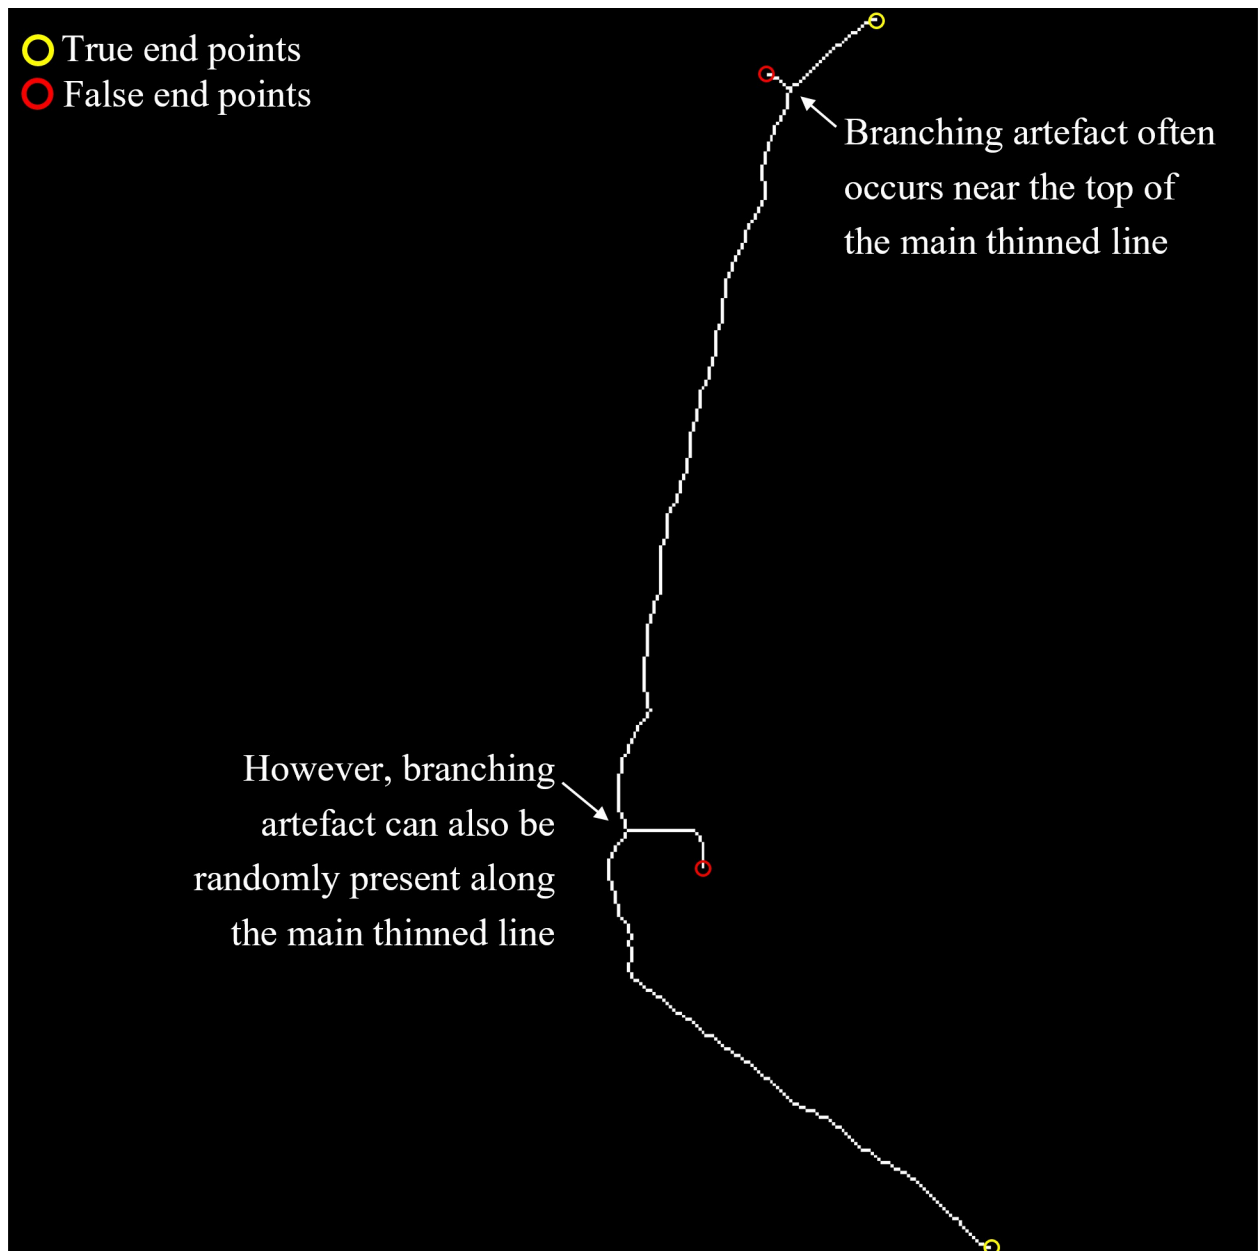 True end points
False end points
Branching artefact often
occurs near the top of
the main thinned line
However, branching
artefact can also be
randomly present along
the main thinned line